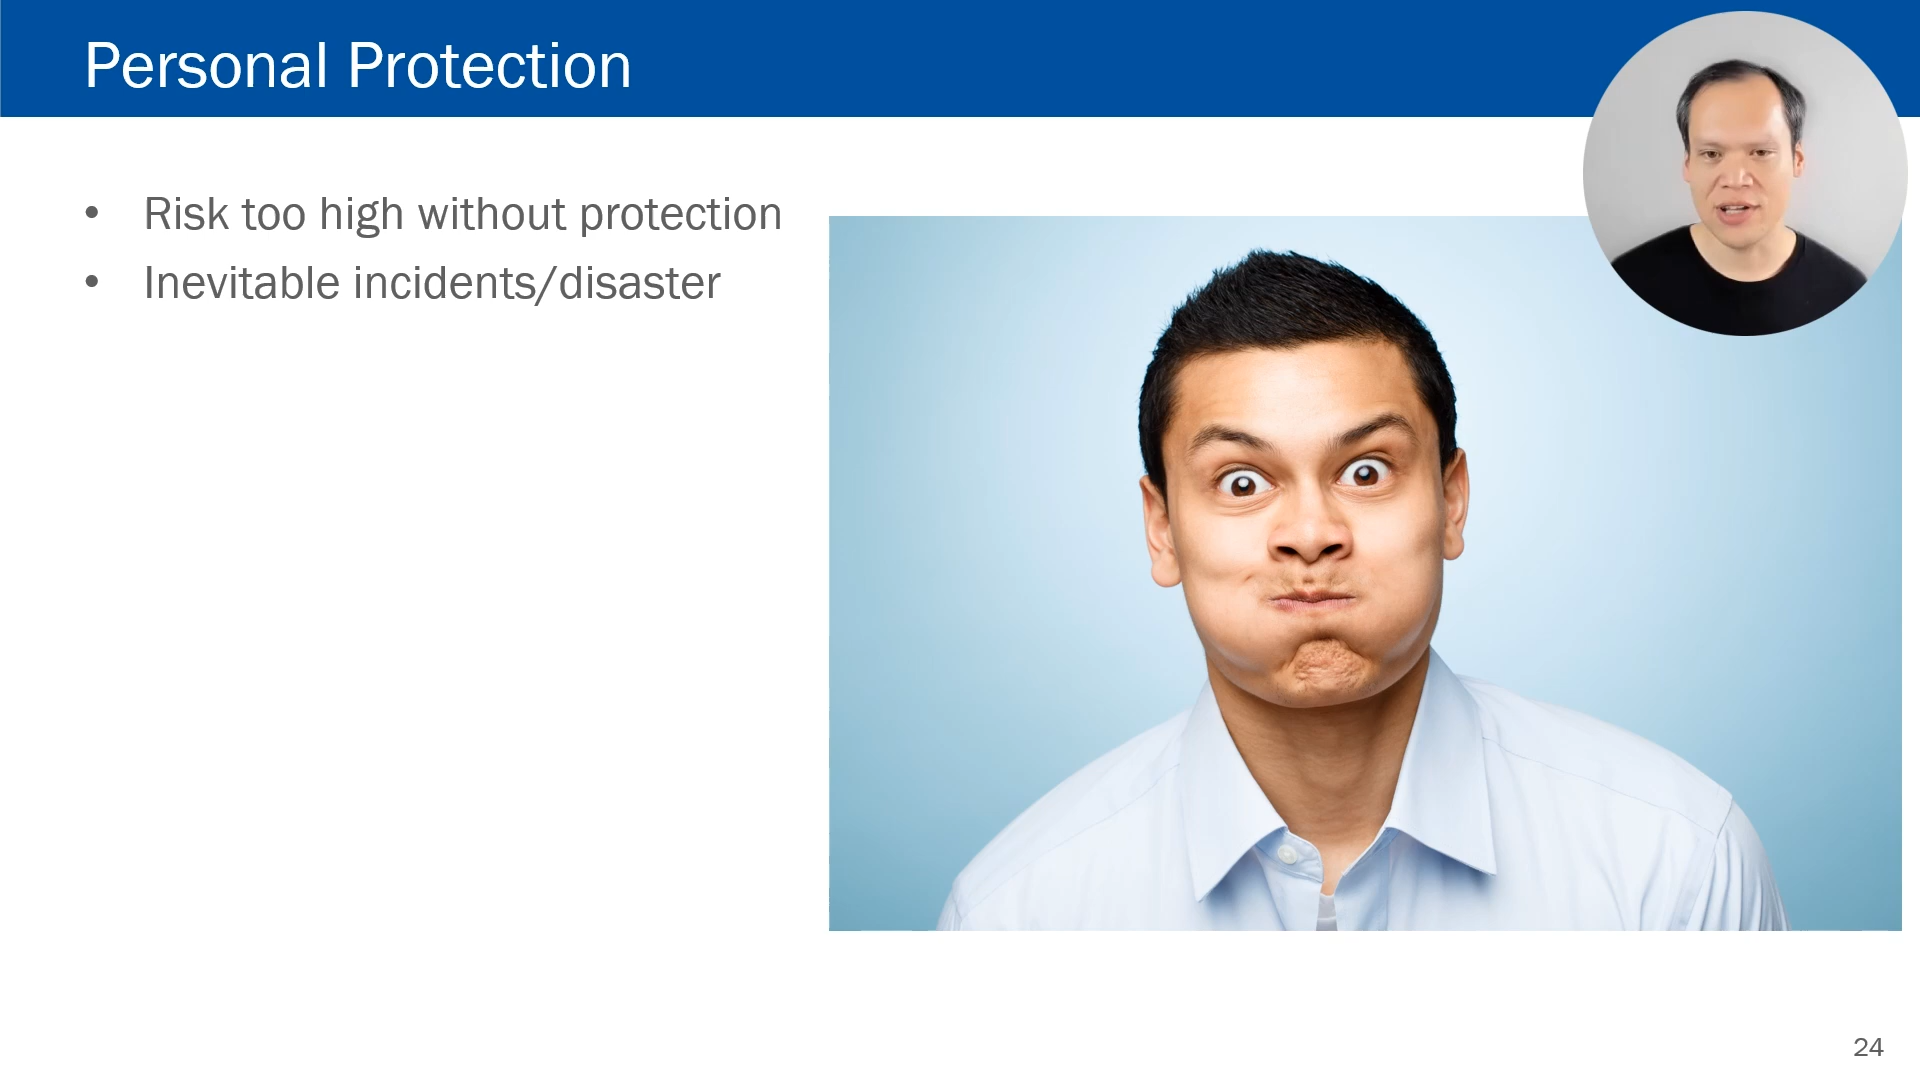 Personal Protection
• Risk too high without protection
• Inevitable incidents/disaster
24